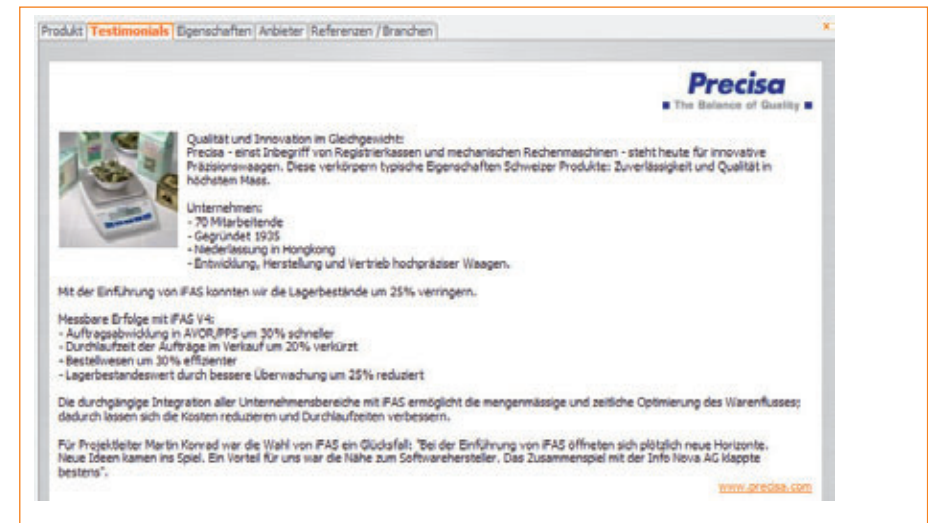 Produkt Testimonials Eigenschaften Anbieter Referenzen / Branchen
Precisa
The Balance of Quality
Qualität und Innovation im Gleichgewicht:
Precisa - einst Inbegriff von Registrierkassen und mechanischen Rechenmaschinen - steht heute für innovative
Präzisionswaagen. Diese verkörpern typische Eigenschaften Schweizer Produkte: Zuverlässigkeit und Qualität in
höchstem Mass.
Unternehmen:
- 70 Mitarbeitende
- Gegründet 1935
- Niederlassung in Hongkong
- Entwicklung, Herstellung und Vertrieb hochpräziser Waagen.
Mit der Einführung von iFAS konnten wir die Lagerbestände um 25% verringern.
Messbare Erfolge mit iFAS V4:
- Auftragsabwicklung in AVOR/PPS um 30% schneller
- Durchlaufzeit der Aufträge im Verkauf um 20% verkürzt
- Bestellwesen um 30% effizienter
- Lagerbestandeswert durch bessere Überwachung um 25% reduziert
Die durchgängige Integration aller Unternehmensbereiche mit iFAS ermöglicht die mengenmässige und zeitliche Optimierung des Warenflusses;
dadurch lassen sich die Kosten reduzieren und Durchlaufzeiten verbessern.
Für Projektleiter Martin Konrad war die Wahl von iFAS ein Glücksfall: "Bei der Einführung von iFAS öffneten sich plötzlich neue Horizonte.
Neue Ideen kamen ins Spiel. Ein Vorteil für uns war die Nähe zum Softwarehersteller. Das Zusammenspiel mit der Info Nova AG klappte
bestens".
www.precisa.com